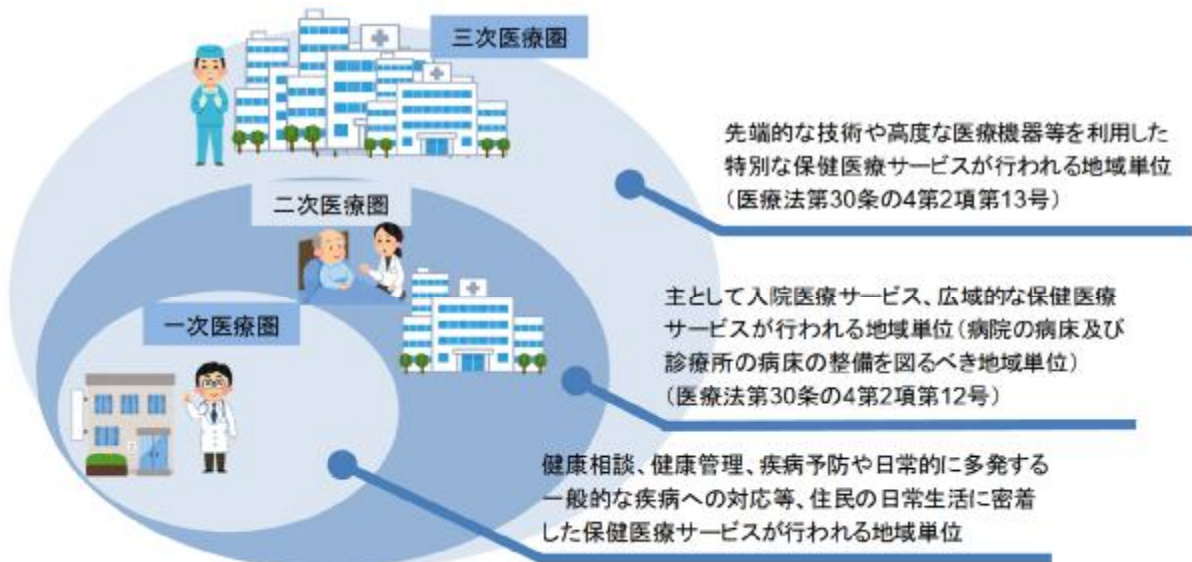 三次医療圏
先端的な技術や高度な医療機器等を利用した
特別な保健医療サービスが行われる地域単位
（医療法第30条の4第2項第13号）
二次医療圏
主として入院医療サービス、広域的な保健医療
サービスが行われる地域単位（病院の病床及び
診療所の病床の整備を図るべき地域単位）
（医療法第30条の4第2項第12号）
一次医療圏
健康相談、健康管理、疾病予防や日常的に多発する
一般的な疾病への対応等、住民の日常生活に密着
した保健医療サービスが行われる地域単位